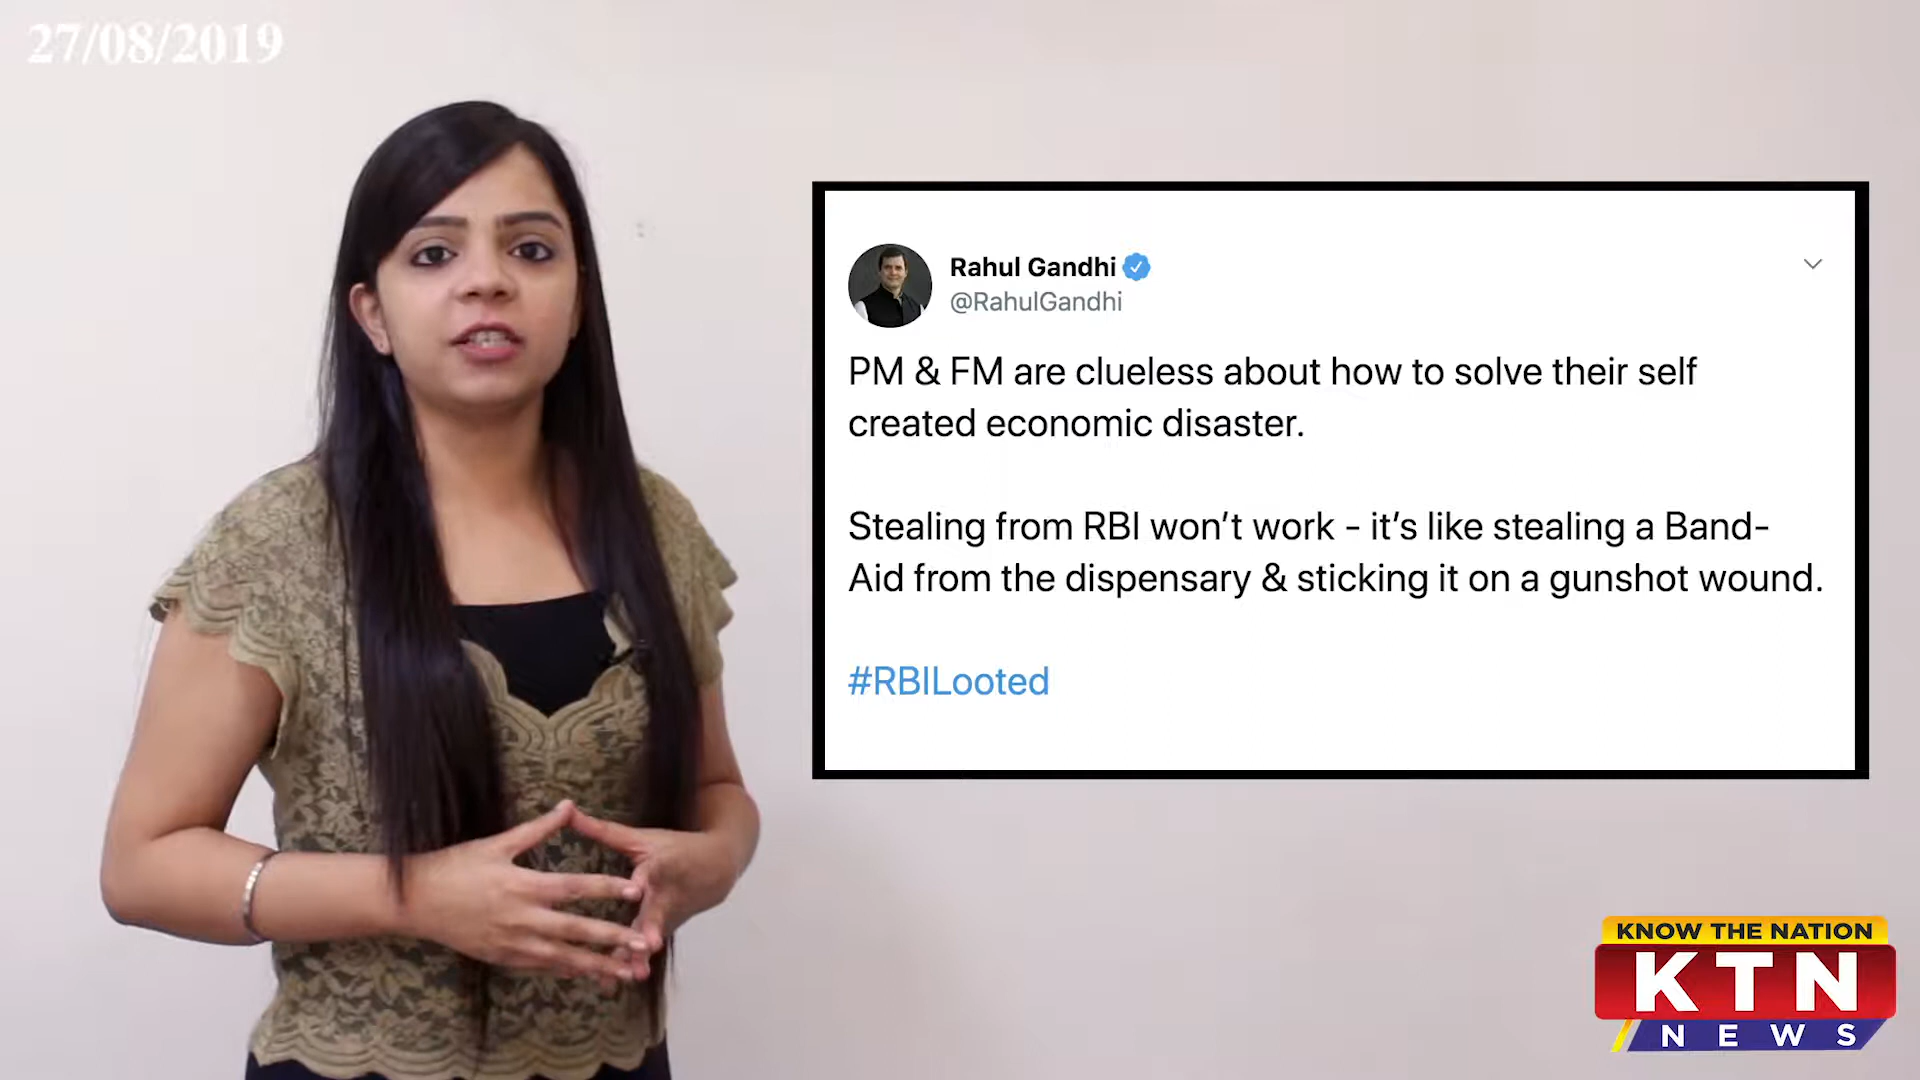 27/08/2019
Rahul Gandhi
@RahulGandhi
PM & FM are clueless about how to solve their self
created economic disaster.
Stealing from RBI won’t work - it’s like stealing a Band-
Aid from the dispensary & sticking it on a gunshot wound.
#RBILooted
KNOW THE NATION
KTN
NEWS